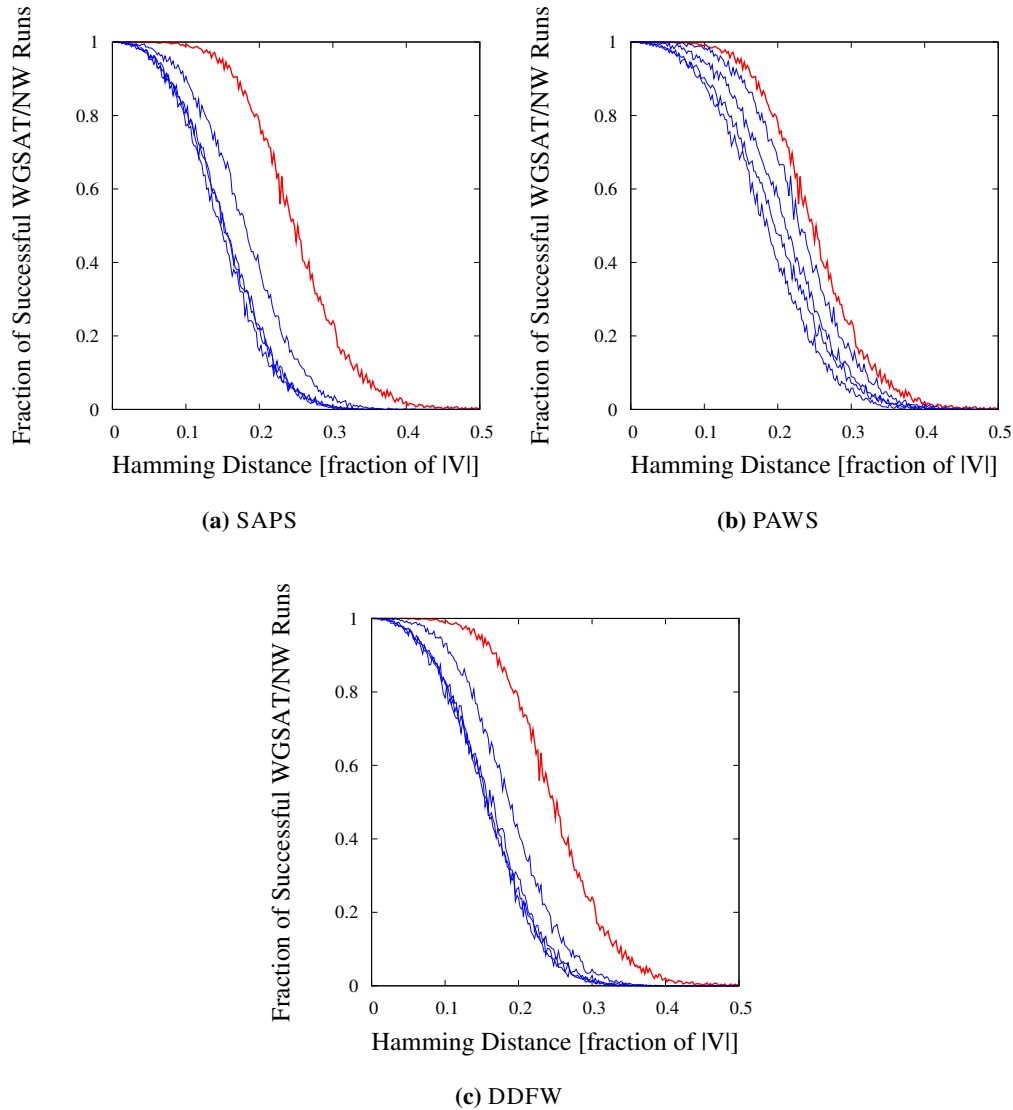 Fraction of Successful WGSAT/NW Runs
1
0.8
0.6
0.4
0.2
0
0 0.1 0.2 0.3 0.4 0.5
Hamming Distance [fraction of |V|]
(a) SAPS
Fraction of Successful WGSAT/NW Runs
1
0.8
0.6
0.4
0.2
0
0 0.1 0.2 0.3 0.4 0.5
Hamming Distance [fraction of |V|]
(b) PAWS
Fraction of Successful WGSAT/NW Runs
1
0.8
0.6
0.4
0.2
0
0 0.1 0.2 0.3 0.4 0.5
Hamming Distance [fraction of |V|]
(c) DDFW